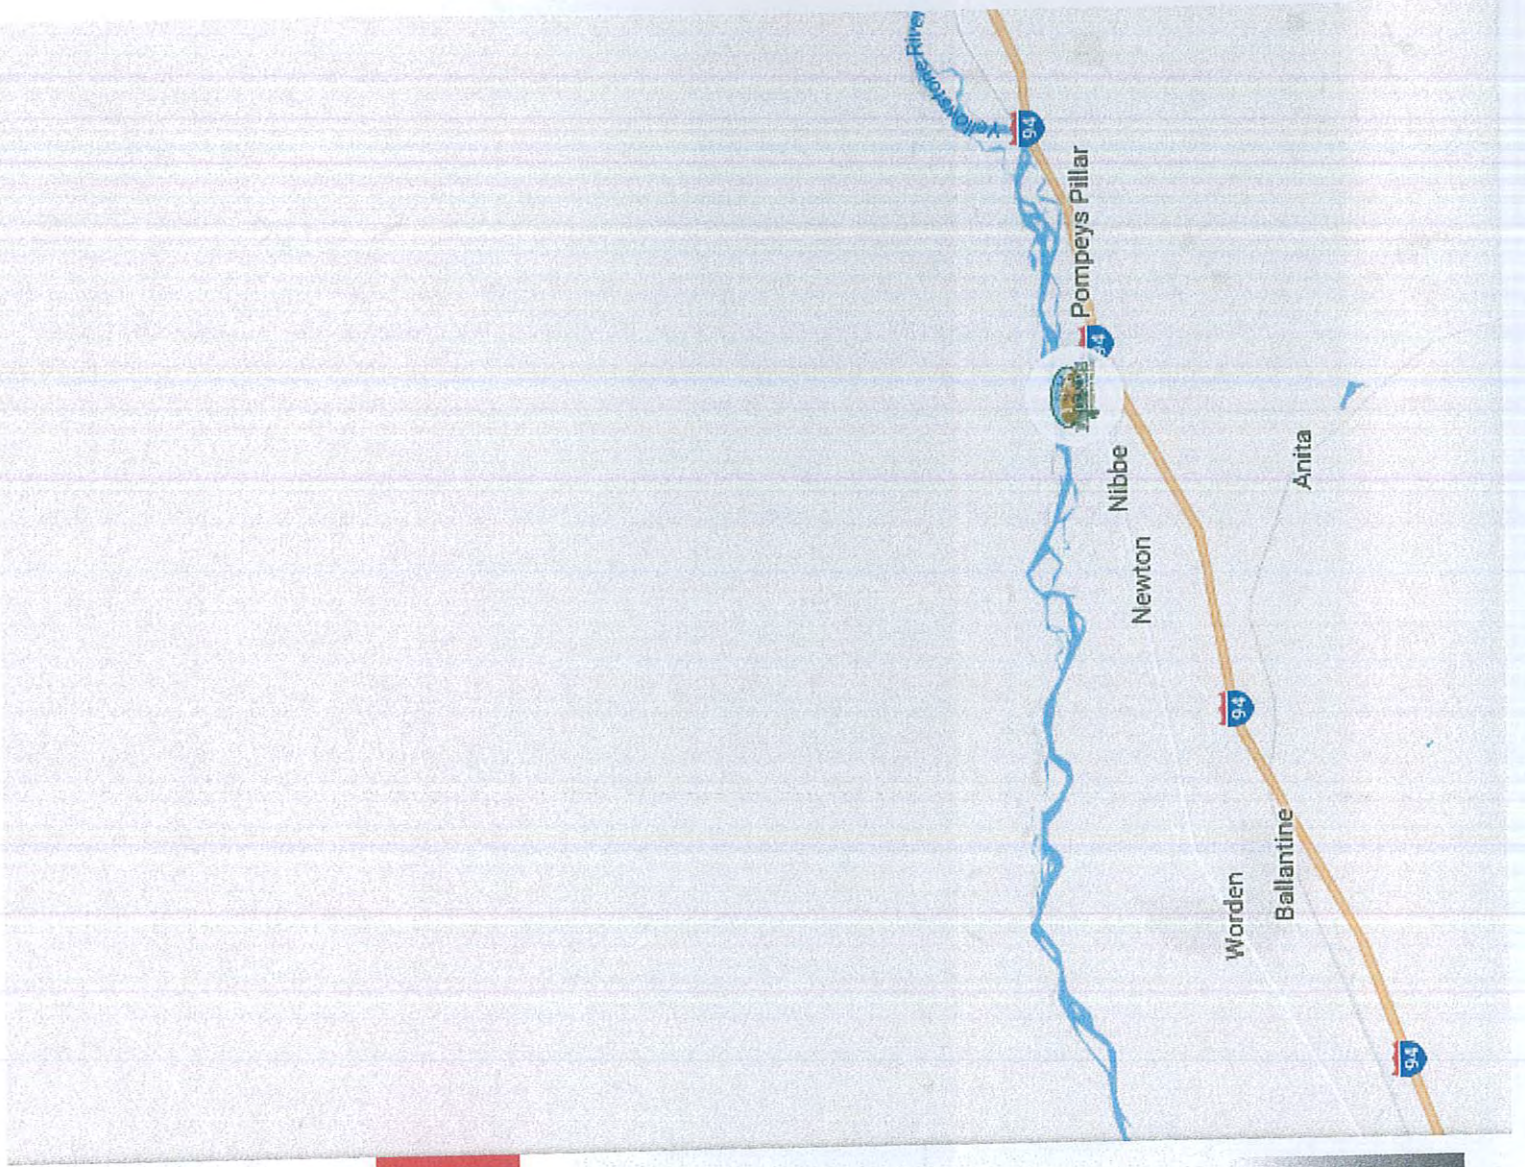 Yellowstone River
94
Pompeys Pillar
94
Nibbe
Anita
Newton
94
Ballantine
Worden
94